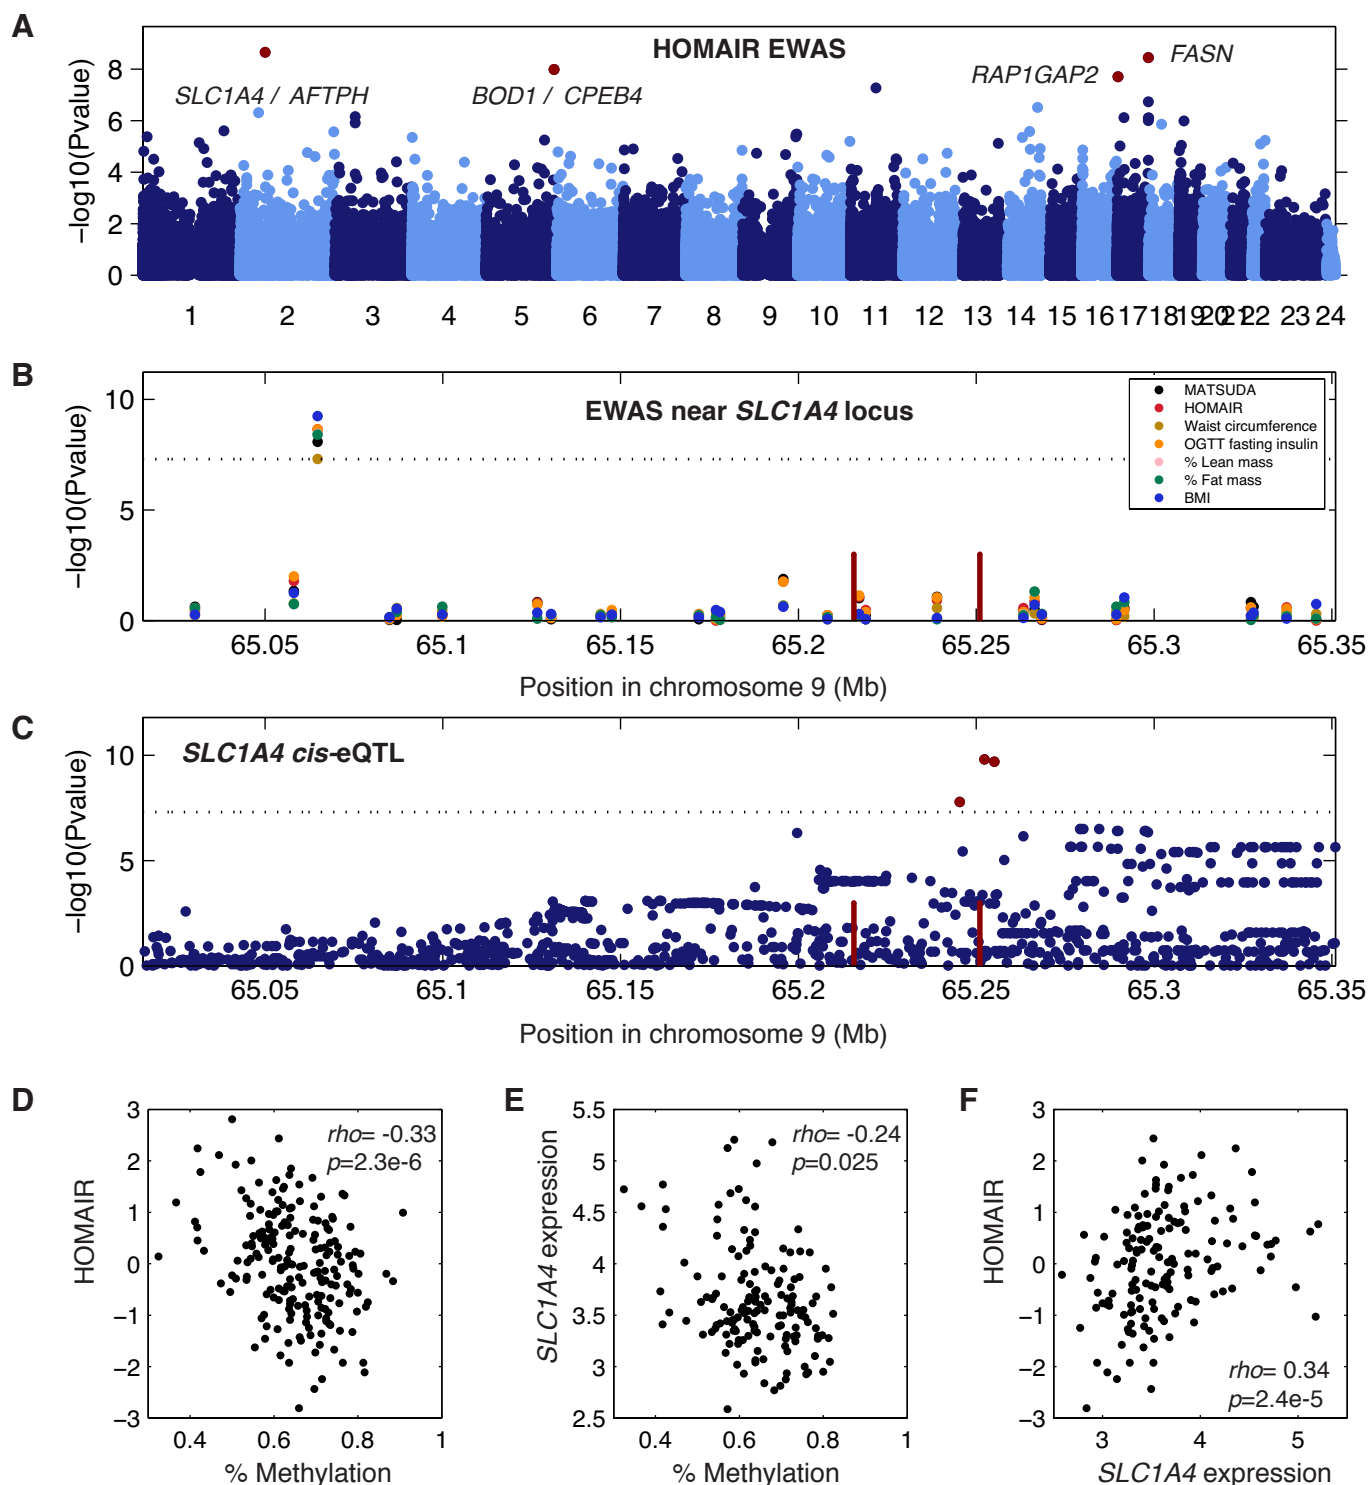 A
HOMAIR EWAS
SLC1A4 / AFTPH
BOD1 / CPEB4
RAP1GAP2
FASN
−log10(Pvalue)
8
6
4
2
0
1 2 3 4 5 6 7 8 9 10 11 12 13 14 15 16 17 18 19 20 21 22 23 24
B
EWAS near SLC1A4 locus
MATSUDA
HOMAIR
Waist circumference
OGTT fasting insulin
% Lean mass
% Fat mass
BMI
−log10(Pvalue)
10
5
0
65.05 65.1 65.15 65.2 65.25 65.3 65.35
Position in chromosome 9 (Mb)
C
SLC1A4 cis-eQTL
−log10(Pvalue)
10
5
0
65.05 65.1 65.15 65.2 65.25 65.3 65.35
Position in chromosome 9 (Mb)
D
rho= -0.33
p=2.3e-6
HOMAIR
3
2
1
0
−1
−2
−3
0.4 0.6 0.8 1
% Methylation
E
rho= -0.24
p=0.025
SLC1A4 expression
5.5
5
4.5
4
3.5
3
2.5
0.4 0.6 0.8 1
% Methylation
F
HOMAIR
3
2
1
0
−1
−2
−3
rho= 0.34
p=2.4e-5
3 4 5
SLC1A4 expression